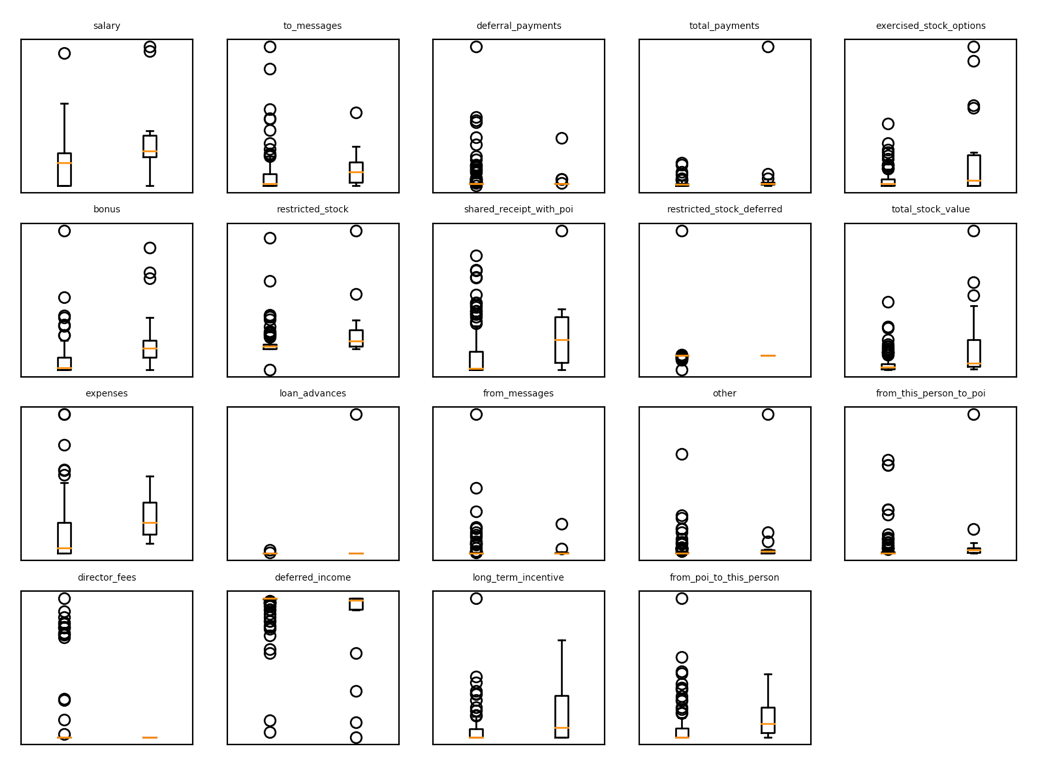 salary
to_messages
deferral_payments
total_payments
exercised_stock_options
bonus
restricted_stock
shared_receipt_with_poi
restricted_stock_deferred
total_stock_value
expenses
loan_advances
from_messages
other
from_this_person_to_poi
director_fees
deferred_income
long_term_incentive
from_poi_to_this_person